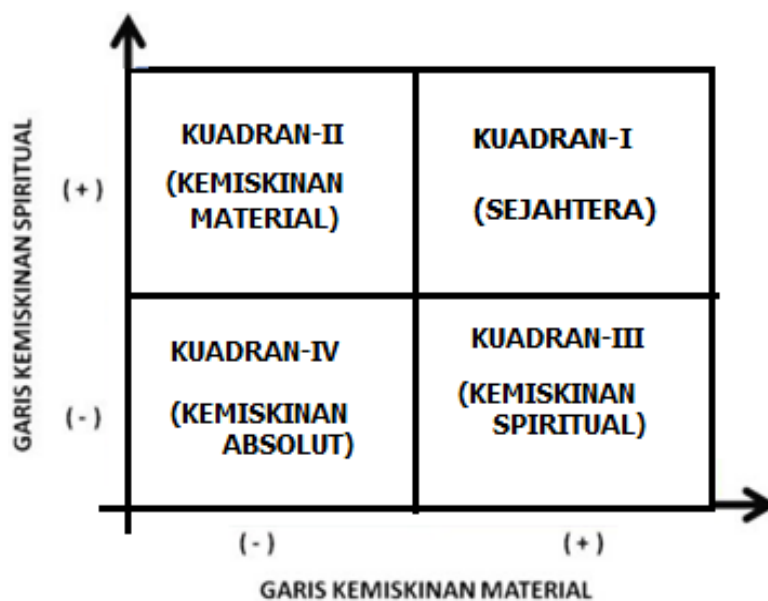 GARIS KEMISKINAN SPIRITUAL
( + )
( - )
KUADRAN-II
(KEMISKINAN
MATERIAL)
KUADRAN-I
(SEJAHTERA)
KUADRAN-IV
(KEMISKINAN
ABSOLUT)
KUADRAN-III
(KEMISKINAN
SPIRITUAL)
( - )
( + )
GARIS KEMISKINAN MATERIAL